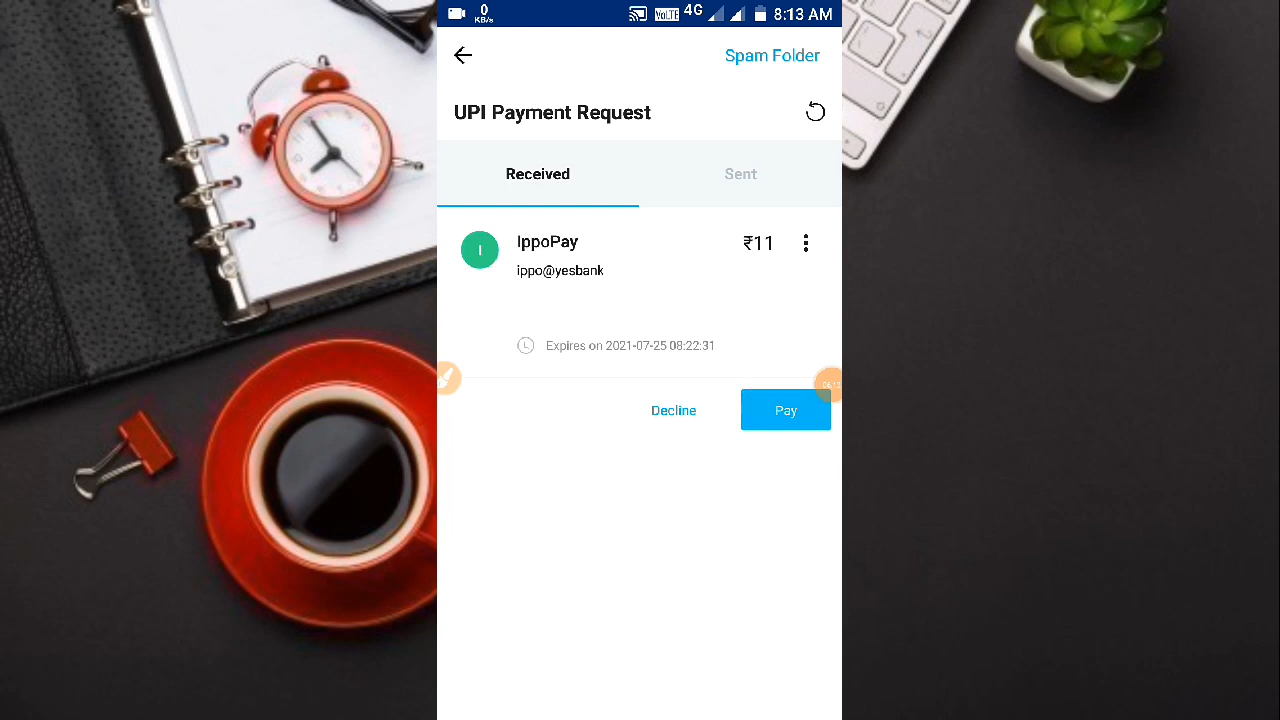 0
KB/s
VoLTE
4G
8:13 AM
Spam Folder
UPI Payment Request
Received
Sent
I
IppoPay
₹11
ippo@yesbank
Expires on 2021-07-25 08:22:31
Decline
Pay